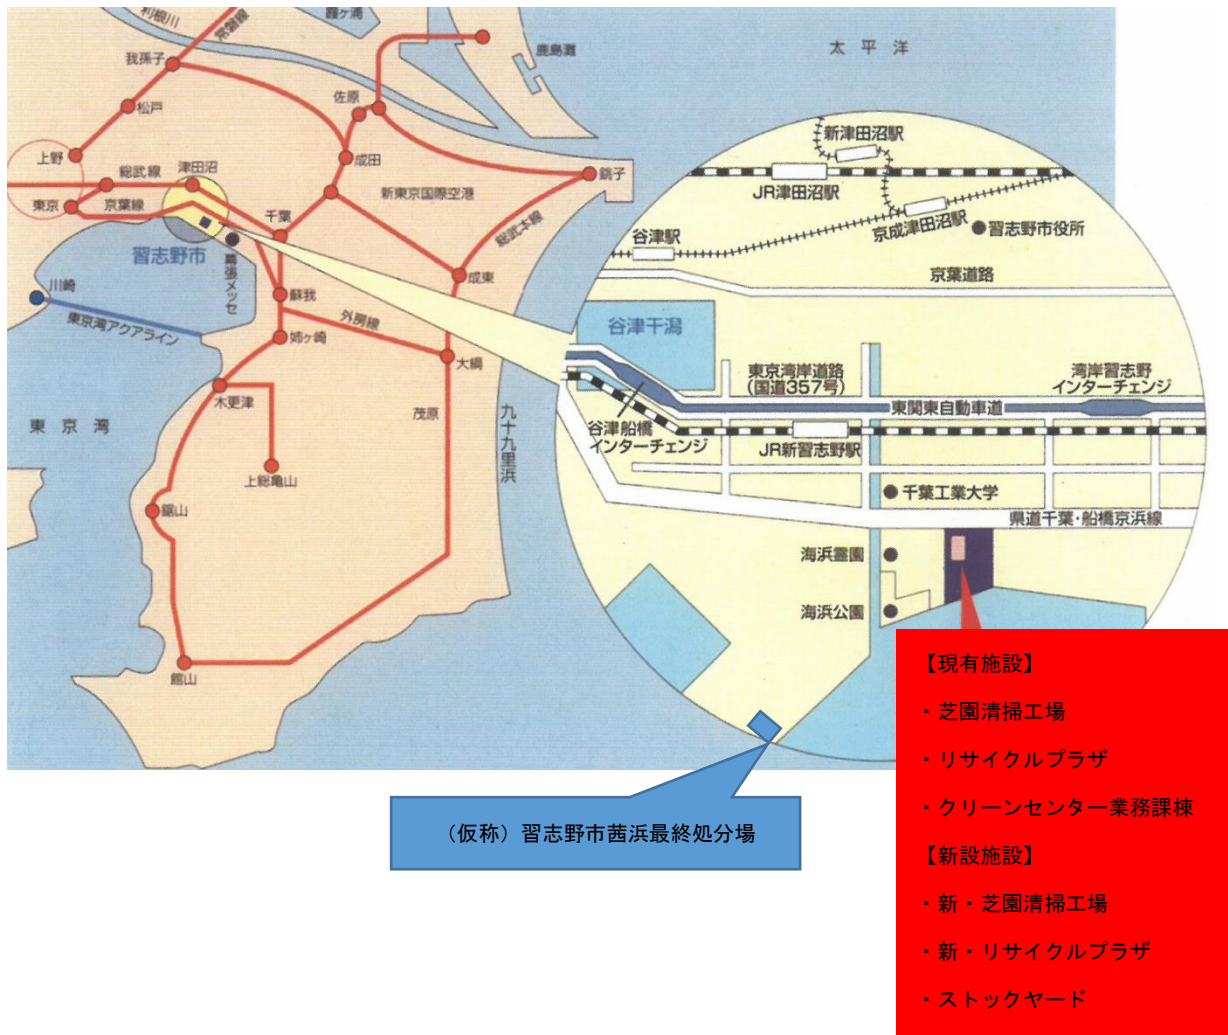 利根川
常磐線
霞ヶ浦
鹿島灘
太平洋
我孫子
松戸
佐原
上野
総武線
津田沼
成田
銚子
新東京国際空港
東京
京葉線
千葉
総武本線
習志野市
幕張メッセ
成東
川崎
東京湾アクアライン
蘇我
外房線
姉ヶ崎
大網
木更津
茂原
九十九里浜
東京湾
上総亀山
鋸山
館山
新津田沼駅
JR津田沼駅
京成津田沼駅
谷津駅
習志野市役所
京葉道路
谷津干潟
東京湾岸道路
(国道357号)
湾岸習志野
インターチェンジ
東関東自動車道
谷津船橋
インターチェンジ
JR新習志野駅
千葉工業大学
県道千葉・船橋京浜線
海浜霊園
海浜公園
（仮称）習志野市茜浜最終処分場
【現有施設】
・芝園清掃工場
・リサイクルプラザ
・クリーンセンター業務課棟
【新設施設】
・新・芝園清掃工場
・新・リサイクルプラザ
・ストックヤード